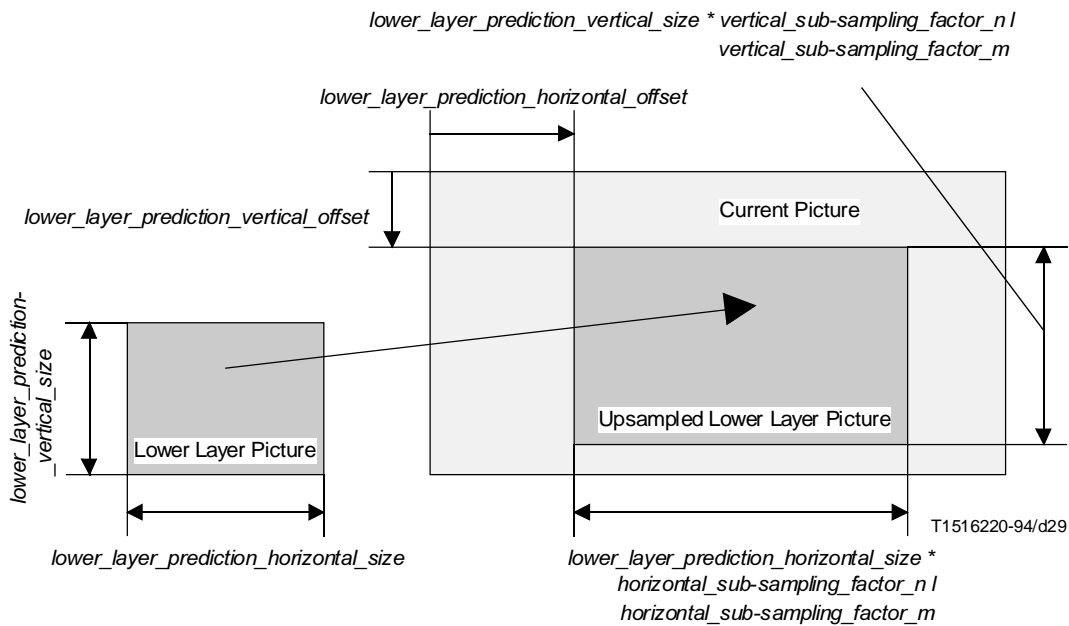 lower_layer_prediction_vertical_size * vertical_sub-sampling_factor_n /
vertical_sub-sampling_factor_m
lower_layer_prediction_horizontal_offset
lower_layer_prediction_vertical_offset
Current Picture
lower_layer_prediction-
_vertical_size
Lower Layer Picture
Upsampled Lower Layer Picture
T1516220-94/d29
lower_layer_prediction_horizontal_size
lower_layer_prediction_horizontal_size *
horizontal_sub-sampling_factor_n /
horizontal_sub-sampling_factor_m